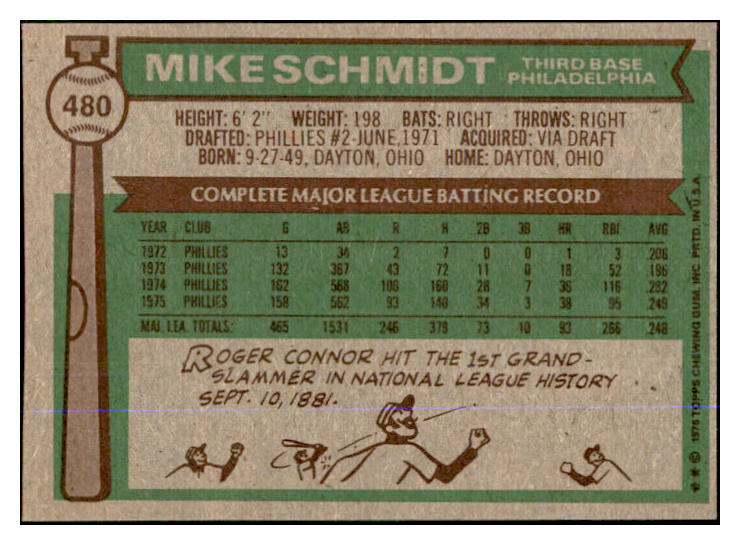 480
MIKE SCHMIDT
THIRD BASE
PHILADELPHIA
HEIGHT: 6' 2" WEIGHT: 198 BATS: RIGHT THROWS: RIGHT
DRAFTED: PHILLIES #2-JUNE, 1971 ACQUIRED: VIA DRAFT
BORN: 9-27-49, DAYTON, OHIO HOME: DAYTON, OHIO
COMPLETE MAJOR LEAGUE BATTING RECORD
YEAR CLUB G AB R H 2B 3B HR RBI AVG
1972 PHILLIES 13 34 2 7 0 0 1 3 .206
1973 PHILLIES 132 367 43 72 11 0 18 52 .196
1974 PHILLIES 162 568 108 160 28 7 36 116 .282
1975 PHILLIES 158 562 93 140 34 3 38 95 .249
MAJ. LEA. TOTALS: 465 1531 246 379 73 10 93 266 .248
ROGER CONNOR HIT THE 1ST GRAND-
SLAMMER IN NATIONAL LEAGUE HISTORY
SEPT. 10, 1881.
✱ ✱ © 1976 TOPPS CHEWING GUM, INC. PRTD. IN U.S.A.